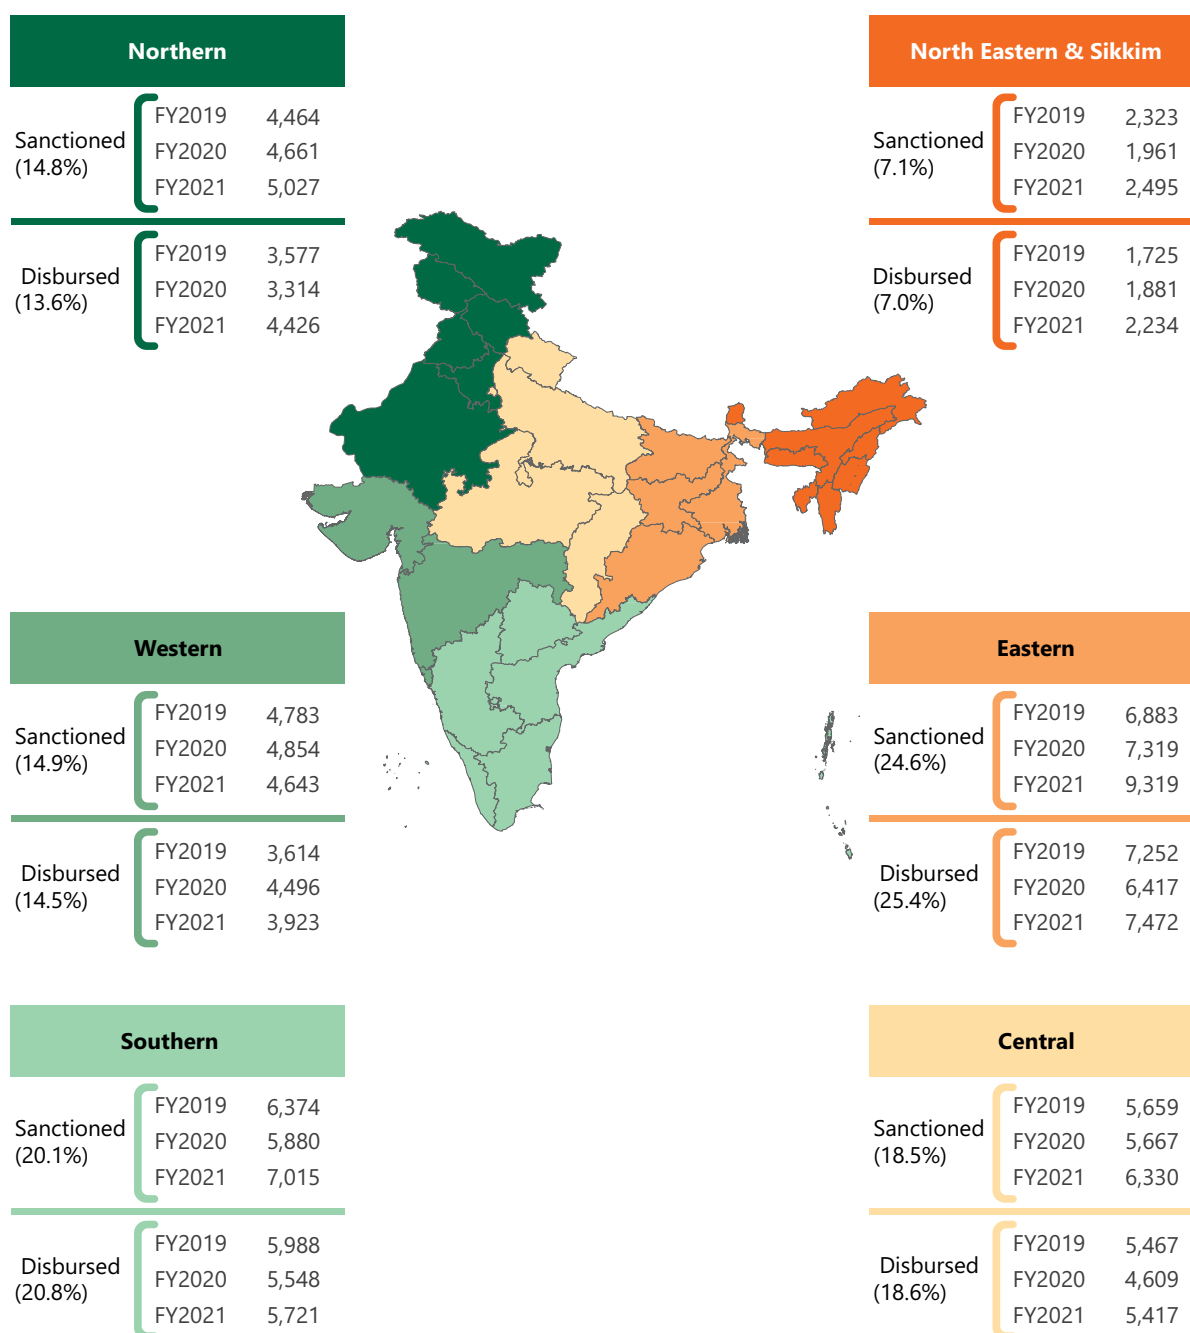 Northern
Sanctioned
(14.8%)
FY2019 4,464
FY2020 4,661
FY2021 5,027
Disbursed
(13.6%)
FY2019 3,577
FY2020 3,314
FY2021 4,426
North Eastern & Sikkim
Sanctioned
(7.1%)
FY2019 2,323
FY2020 1,961
FY2021 2,495
Disbursed
(7.0%)
FY2019 1,725
FY2020 1,881
FY2021 2,234
Western
Sanctioned
(14.9%)
FY2019 4,783
FY2020 4,854
FY2021 4,643
Disbursed
(14.5%)
FY2019 3,614
FY2020 4,496
FY2021 3,923
Eastern
Sanctioned
(24.6%)
FY2019 6,883
FY2020 7,319
FY2021 9,319
Disbursed
(25.4%)
FY2019 7,252
FY2020 6,417
FY2021 7,472
Southern
Sanctioned
(20.1%)
FY2019 6,374
FY2020 5,880
FY2021 7,015
Disbursed
(20.8%)
FY2019 5,988
FY2020 5,548
FY2021 5,721
Central
Sanctioned
(18.5%)
FY2019 5,659
FY2020 5,667
FY2021 6,330
Disbursed
(18.6%)
FY2019 5,467
FY2020 4,609
FY2021 5,417